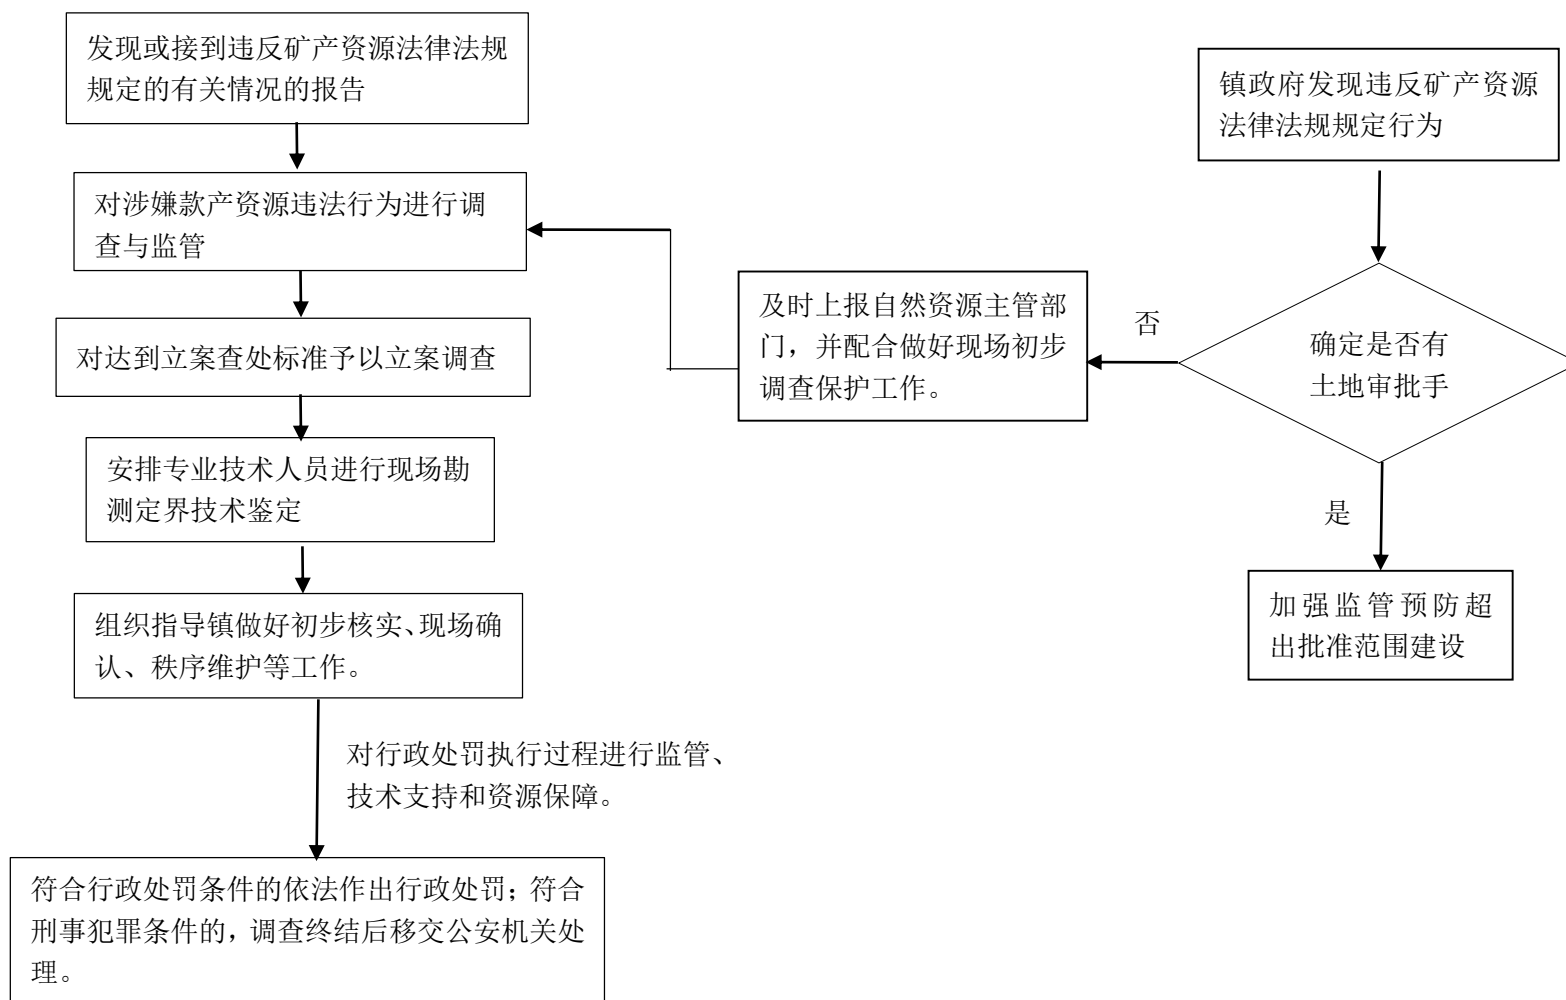 发现或接到违反矿产资源法律法规
规定的有关情况的报告
对涉嫌款产资源违法行为进行调
查与监管
对达到立案查处标准予以立案调查
安排专业技术人员进行现场勘
测定界技术鉴定
组织指导镇做好初步核实、现场确
认、秩序维护等工作。
对行政处罚执行过程进行监管、
技术支持和资源保障。
符合行政处罚条件的依法作出行政处罚；符合
刑事犯罪条件的，调查终结后移交公安机关处
理。
镇政府发现违反矿产资源
法律法规规定行为
确定是否有
土地审批手
否
及时上报自然资源主管部
门，并配合做好现场初步
调查保护工作。
是
加强监管预防超
出批准范围建设